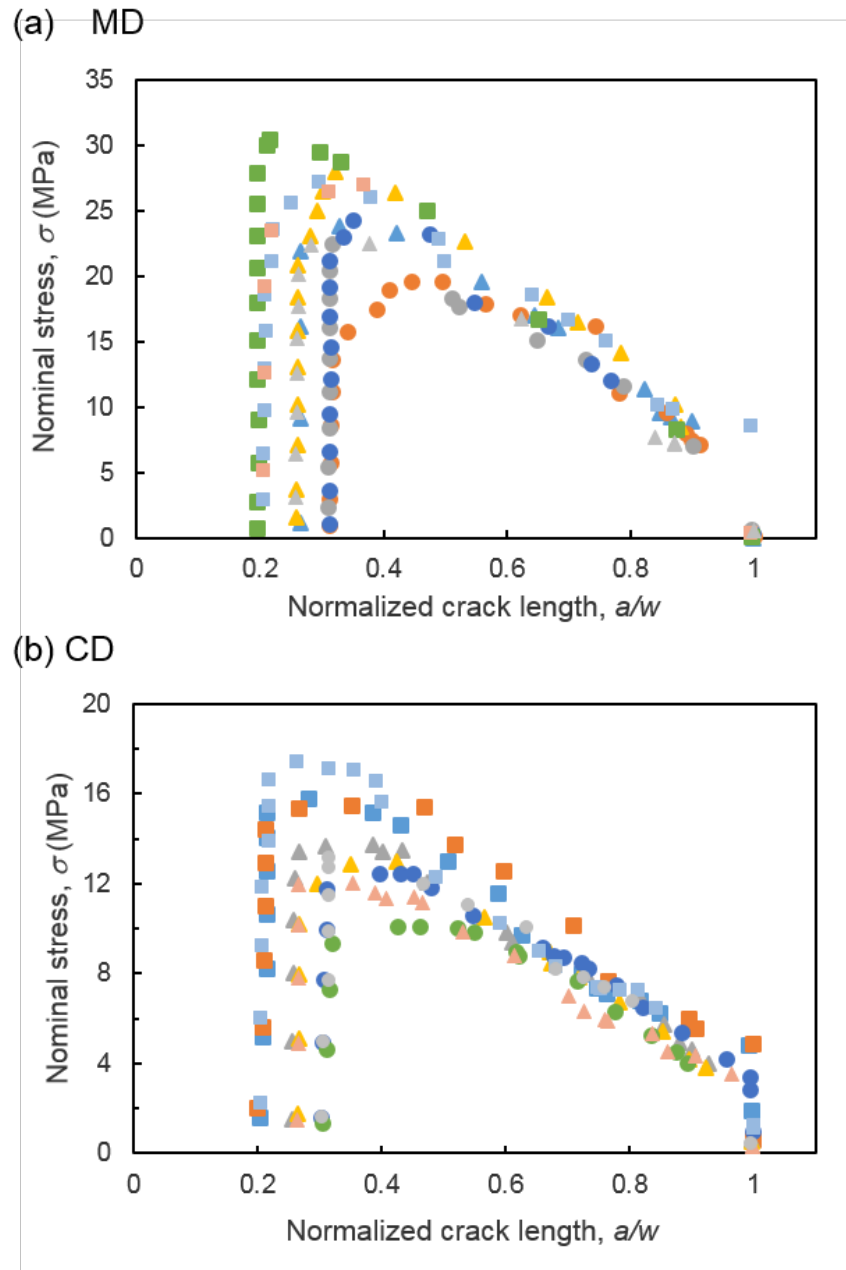 (a) MD
35
30
25
20
15
10
5
0
Nominal stress, σ (MPa)
0 0.2 0.4 0.6 0.8 1
Normalized crack length, a/w
(b) CD
20
16
12
8
4
0
Nominal stress, σ (MPa)
0 0.2 0.4 0.6 0.8 1
Normalized crack length, a/w